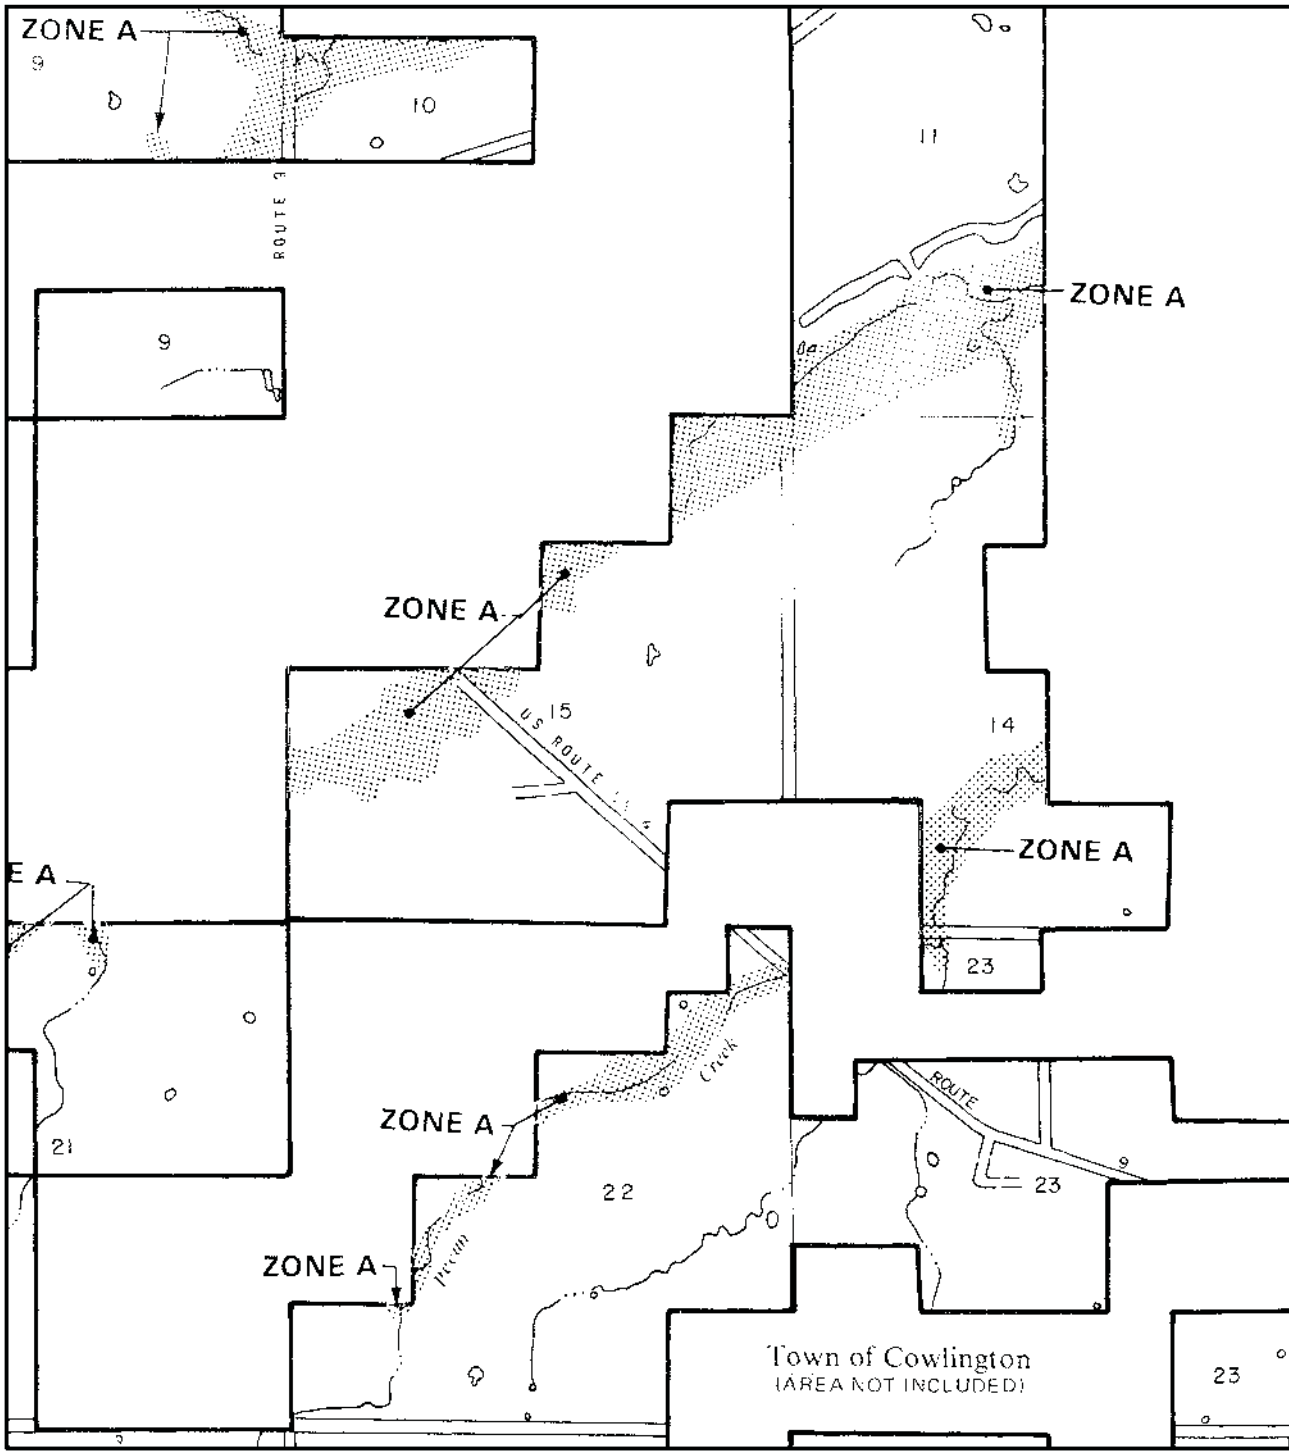 ZONE A
9
10
11
ROUTE 9
ZONE A
9
ZONE A
15
US ROUTE
14
ZONE A
E A
23
Creek
ROUTE
ZONE A
21
9
22
23
Pecan
ZONE A
Town of Cowlington
(AREA NOT INCLUDED)
23